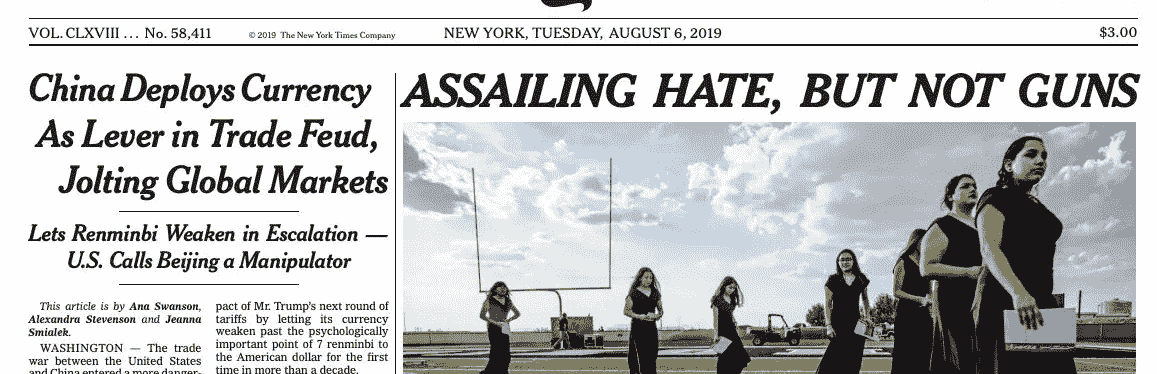 VOL. CLXVIII ... No. 58,411
© 2019 The New York Times Company
NEW YORK, TUESDAY, AUGUST 6, 2019
$3.00
China Deploys Currency
As Lever in Trade Feud,
Jolting Global Markets
Lets Renminbi Weaken in Escalation —
U.S. Calls Beijing a Manipulator
This article is by Ana Swanson,
Alexandra Stevenson and Jeanna
Smialek.
WASHINGTON — The trade
war between the United States
and China entered a more danger-
pact of Mr. Trump's next round of
tariffs by letting its currency
weaken past the psychologically
important point of 7 renminbi to
the American dollar for the first
time in more than a decade.
ASSAILING HATE, BUT NOT GUNS